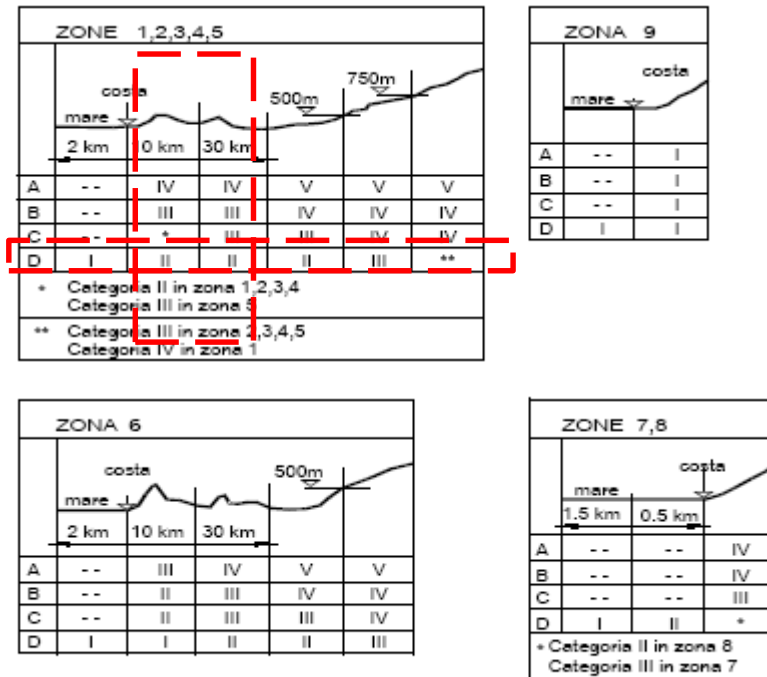 ZONE 1,2,3,4,5
costa
mare
500m
750m
2 km 10 km 30 km
A -- IV IV V V V
B -- III III IV IV IV
C -- * III III IV IV
D I II II II III **
* Categoria II in zona 1,2,3,4
Categoria III in zona 5
** Categoria III in zona 2,3,4,5
Categoria IV in zona 1
ZONA 9
costa
mare
A -- I
B -- I
C -- I
D I I
ZONA 6
costa
mare
500m
2 km 10 km 30 km
A -- III IV V V
B -- II III IV IV
C -- II III III IV
D I I II II III
ZONE 7,8
costa
mare
1.5 km 0.5 km
A -- -- IV
B -- -- IV
C -- -- III
D I II *
* Categoria II in zona 8
Categoria III in zona 7